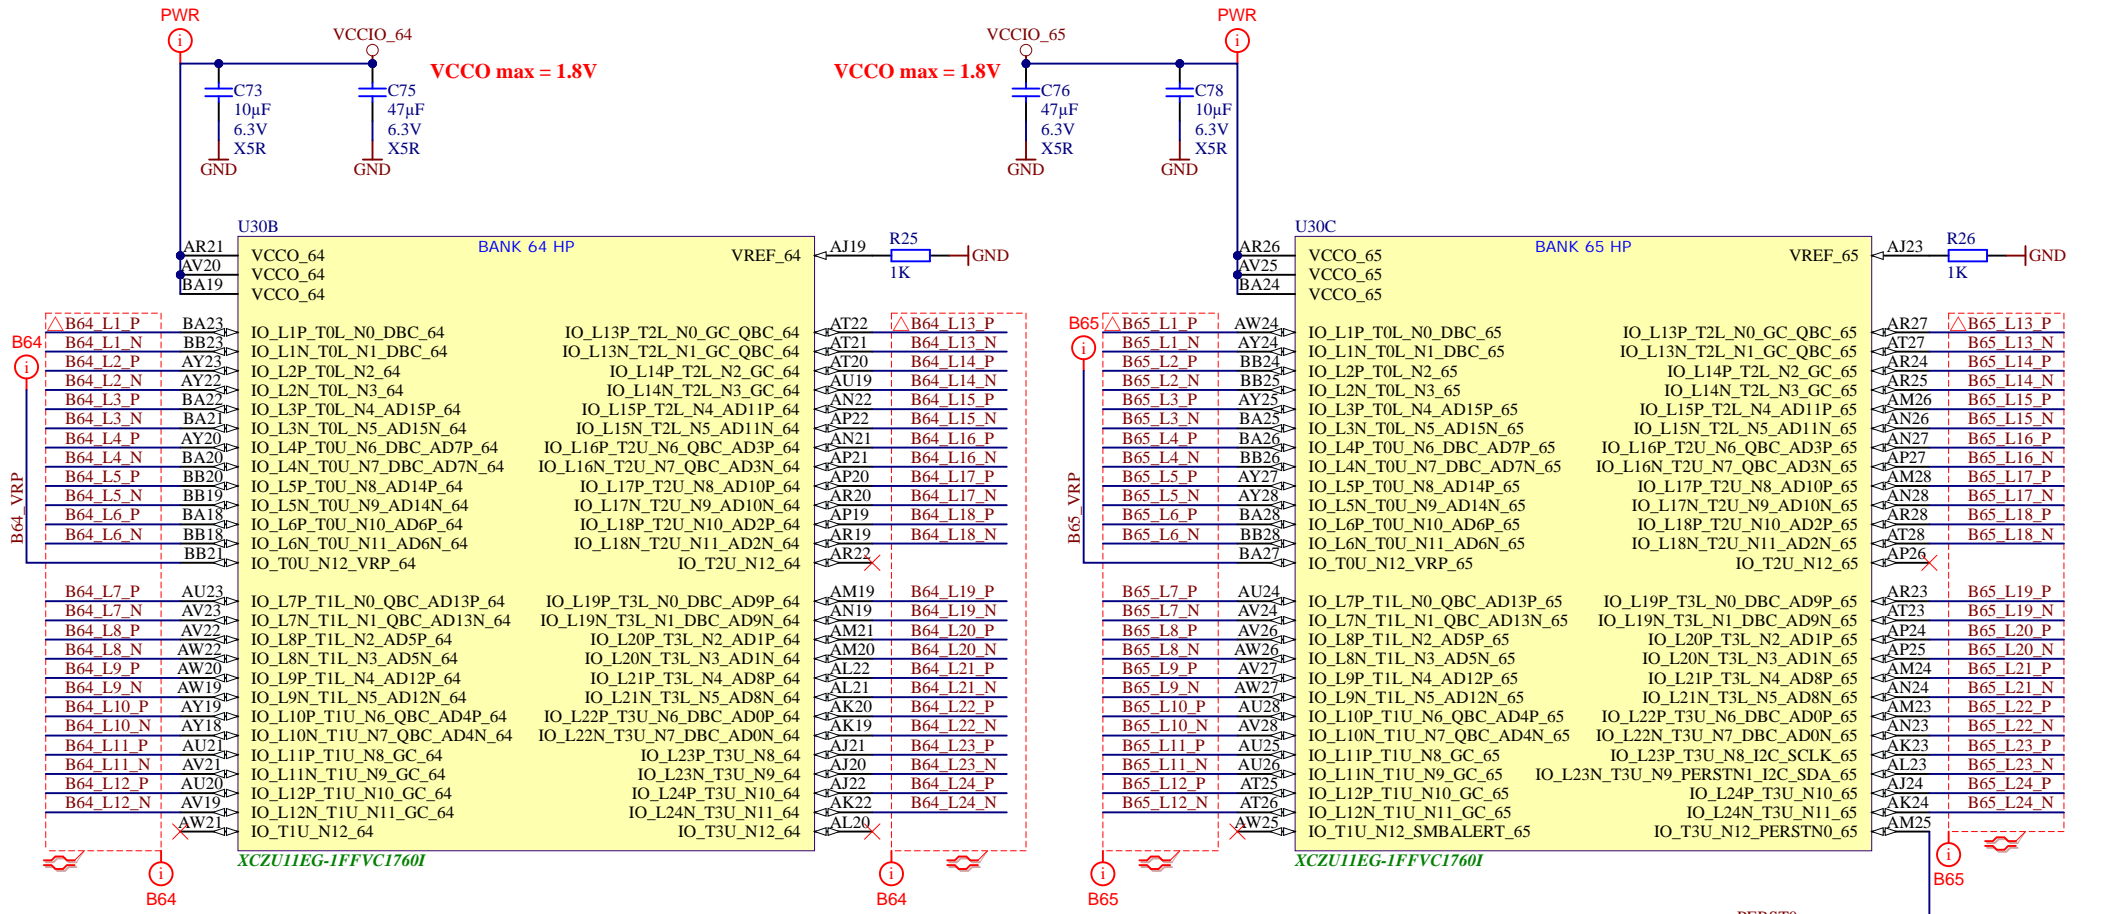 PWR
VCCIO_64
VCCO max = 1.8V
C73
10µF
6.3V
X5R
GND
C75
47µF
6.3V
X5R
GND
U30B
BANK 64 HP
AR21 VCCO_64
AV20 VCCO_64
BA19 VCCO_64
VREF_64 AJ19
R25
1K
GND
B64
B64_VRP
B64_L1_P BA23 IO_L1P_T0L_N0_DBC_64
B64_L1_N BB23 IO_L1N_T0L_N1_DBC_64
B64_L2_P AY23 IO_L2P_T0L_N2_64
B64_L2_N AY22 IO_L2N_T0L_N3_64
B64_L3_P BA22 IO_L3P_T0L_N4_AD15P_64
B64_L3_N BA21 IO_L3N_T0L_N5_AD15N_64
B64_L4_P AY20 IO_L4P_T0U_N6_DBC_AD7P_64
B64_L4_N BA20 IO_L4N_T0U_N7_DBC_AD7N_64
B64_L5_P BB20 IO_L5P_T0U_N8_AD14P_64
B64_L5_N BB19 IO_L5N_T0U_N9_AD14N_64
B64_L6_P BA18 IO_L6P_T0U_N10_AD6P_64
B64_L6_N BB18 IO_L6N_T0U_N11_AD6N_64
BB21 IO_T0U_N12_VRP_64
B64_L7_P AU23 IO_L7P_T1L_N0_QBC_AD13P_64
B64_L7_N AV23 IO_L7N_T1L_N1_QBC_AD13N_64
B64_L8_P AV22 IO_L8P_T1L_N2_AD5P_64
B64_L8_N AW22 IO_L8N_T1L_N3_AD5N_64
B64_L9_P AW20 IO_L9P_T1L_N4_AD12P_64
B64_L9_N AW19 IO_L9N_T1L_N5_AD12N_64
B64_L10_P AY19 IO_L10P_T1U_N6_QBC_AD4P_64
B64_L10_N AY18 IO_L10N_T1U_N7_QBC_AD4N_64
B64_L11_P AU21 IO_L11P_T1U_N8_GC_64
B64_L11_N AV21 IO_L11N_T1U_N9_GC_64
B64_L12_P AU20 IO_L12P_T1U_N10_GC_64
B64_L12_N AV19 IO_L12N_T1U_N11_GC_64
AW21 IO_T1U_N12_64
IO_L13P_T2L_N0_GC_QBC_64 AT22 B64_L13_P
IO_L13N_T2L_N1_GC_QBC_64 AT21 B64_L13_N
IO_L14P_T2L_N2_GC_64 AT20 B64_L14_P
IO_L14N_T2L_N3_GC_64 AU19 B64_L14_N
IO_L15P_T2L_N4_AD11P_64 AN22 B64_L15_P
IO_L15N_T2L_N5_AD11N_64 AP22 B64_L15_N
IO_L16P_T2U_N6_QBC_AD3P_64 AN21 B64_L16_P
IO_L16N_T2U_N7_QBC_AD3N_64 AP21 B64_L16_N
IO_L17P_T2U_N8_AD10P_64 AP20 B64_L17_P
IO_L17N_T2U_N9_AD10N_64 AR20 B64_L17_N
IO_L18P_T2U_N10_AD2P_64 AP19 B64_L18_P
IO_L18N_T2U_N11_AD2N_64 AR19 B64_L18_N
IO_T2U_N12_64 AR22
IO_L19P_T3L_N0_DBC_AD9P_64 AM19 B64_L19_P
IO_L19N_T3L_N1_DBC_AD9N_64 AN19 B64_L19_N
IO_L20P_T3L_N2_AD1P_64 AM21 B64_L20_P
IO_L20N_T3L_N3_AD1N_64 AM20 B64_L20_N
IO_L21P_T3L_N4_AD8P_64 AL22 B64_L21_P
IO_L21N_T3L_N5_AD8N_64 AL21 B64_L21_N
IO_L22P_T3U_N6_DBC_AD0P_64 AK20 B64_L22_P
IO_L22N_T3U_N7_DBC_AD0N_64 AK19 B64_L22_N
IO_L23P_T3U_N8_64 AJ21 B64_L23_P
IO_L23N_T3U_N9_64 AJ20 B64_L23_N
IO_L24P_T3U_N10_64 AJ22 B64_L24_P
IO_L24N_T3U_N11_64 AK22 B64_L24_N
IO_T3U_N12_64 AL20
XCZU11EG-1FFVC1760I
B64
B64
VCCIO_65
PWR
VCCO max = 1.8V
C76
47µF
6.3V
X5R
GND
C78
10µF
6.3V
X5R
GND
U30C
BANK 65 HP
AR26 VCCO_65
AV25 VCCO_65
BA24 VCCO_65
VREF_65 AJ23
R26
1K
GND
B65
B65_VRP
B65_L1_P AW24 IO_L1P_T0L_N0_DBC_65
B65_L1_N AY24 IO_L1N_T0L_N1_DBC_65
B65_L2_P BB24 IO_L2P_T0L_N2_65
B65_L2_N BB25 IO_L2N_T0L_N3_65
B65_L3_P AY25 IO_L3P_T0L_N4_AD15P_65
B65_L3_N BA25 IO_L3N_T0L_N5_AD15N_65
B65_L4_P BA26 IO_L4P_T0U_N6_DBC_AD7P_65
B65_L4_N BB26 IO_L4N_T0U_N7_DBC_AD7N_65
B65_L5_P AY27 IO_L5P_T0U_N8_AD14P_65
B65_L5_N AY28 IO_L5N_T0U_N9_AD14N_65
B65_L6_P BA28 IO_L6P_T0U_N10_AD6P_65
B65_L6_N BB28 IO_L6N_T0U_N11_AD6N_65
BA27 IO_T0U_N12_VRP_65
B65_L7_P AU24 IO_L7P_T1L_N0_QBC_AD13P_65
B65_L7_N AV24 IO_L7N_T1L_N1_QBC_AD13N_65
B65_L8_P AV26 IO_L8P_T1L_N2_AD5P_65
B65_L8_N AW26 IO_L8N_T1L_N3_AD5N_65
B65_L9_P AV27 IO_L9P_T1L_N4_AD12P_65
B65_L9_N AW27 IO_L9N_T1L_N5_AD12N_65
B65_L10_P AU28 IO_L10P_T1U_N6_QBC_AD4P_65
B65_L10_N AV28 IO_L10N_T1U_N7_QBC_AD4N_65
B65_L11_P AU25 IO_L11P_T1U_N8_GC_65
B65_L11_N AU26 IO_L11N_T1U_N9_GC_65
B65_L12_P AT25 IO_L12P_T1U_N10_GC_65
B65_L12_N AT26 IO_L12N_T1U_N11_GC_65
AW25 IO_T1U_N12_SMBALERT_65
IO_L13P_T2L_N0_GC_QBC_65 AR27 B65_L13_P
IO_L13N_T2L_N1_GC_QBC_65 AT27 B65_L13_N
IO_L14P_T2L_N2_GC_65 AR24 B65_L14_P
IO_L14N_T2L_N3_GC_65 AR25 B65_L14_N
IO_L15P_T2L_N4_AD11P_65 AM26 B65_L15_P
IO_L15N_T2L_N5_AD11N_65 AN26 B65_L15_N
IO_L16P_T2U_N6_QBC_AD3P_65 AN27 B65_L16_P
IO_L16N_T2U_N7_QBC_AD3N_65 AP27 B65_L16_N
IO_L17P_T2U_N8_AD10P_65 AM28 B65_L17_P
IO_L17N_T2U_N9_AD10N_65 AN28 B65_L17_N
IO_L18P_T2U_N10_AD2P_65 AR28 B65_L18_P
IO_L18N_T2U_N11_AD2N_65 AT28 B65_L18_N
IO_T2U_N12_65 AP26
IO_L19P_T3L_N0_DBC_AD9P_65 AR23 B65_L19_P
IO_L19N_T3L_N1_DBC_AD9N_65 AT23 B65_L19_N
IO_L20P_T3L_N2_AD1P_65 AP24 B65_L20_P
IO_L20N_T3L_N3_AD1N_65 AP25 B65_L20_N
IO_L21P_T3L_N4_AD8P_65 AM24 B65_L21_P
IO_L21N_T3L_N5_AD8N_65 AN24 B65_L21_N
IO_L22P_T3U_N6_DBC_AD0P_65 AM23 B65_L22_P
IO_L22N_T3U_N7_DBC_AD0N_65 AN23 B65_L22_N
IO_L23P_T3U_N8_I2C_SCLK_65 AK23 B65_L23_P
IO_L23N_T3U_N9_PERSTN1_I2C_SDA_65 AL23 B65_L23_N
IO_L24P_T3U_N10_65 AJ24 B65_L24_P
IO_L24N_T3U_N11_65 AK24 B65_L24_N
IO_T3U_N12_PERSTN0_65 AM25
XCZU11EG-1FFVC1760I
B65
B65